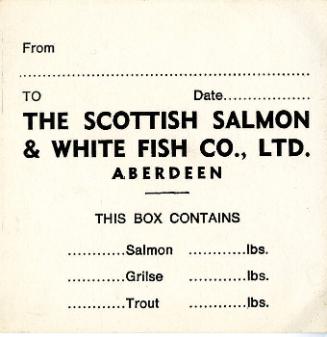 From
........................................................................
TO Date..................
THE SCOTTISH SALMON
& WHITE FISH CO., LTD.
ABERDEEN
THIS BOX CONTAINS
............Salmon ............lbs.
............Grilse ............lbs.
............Trout ............lbs.